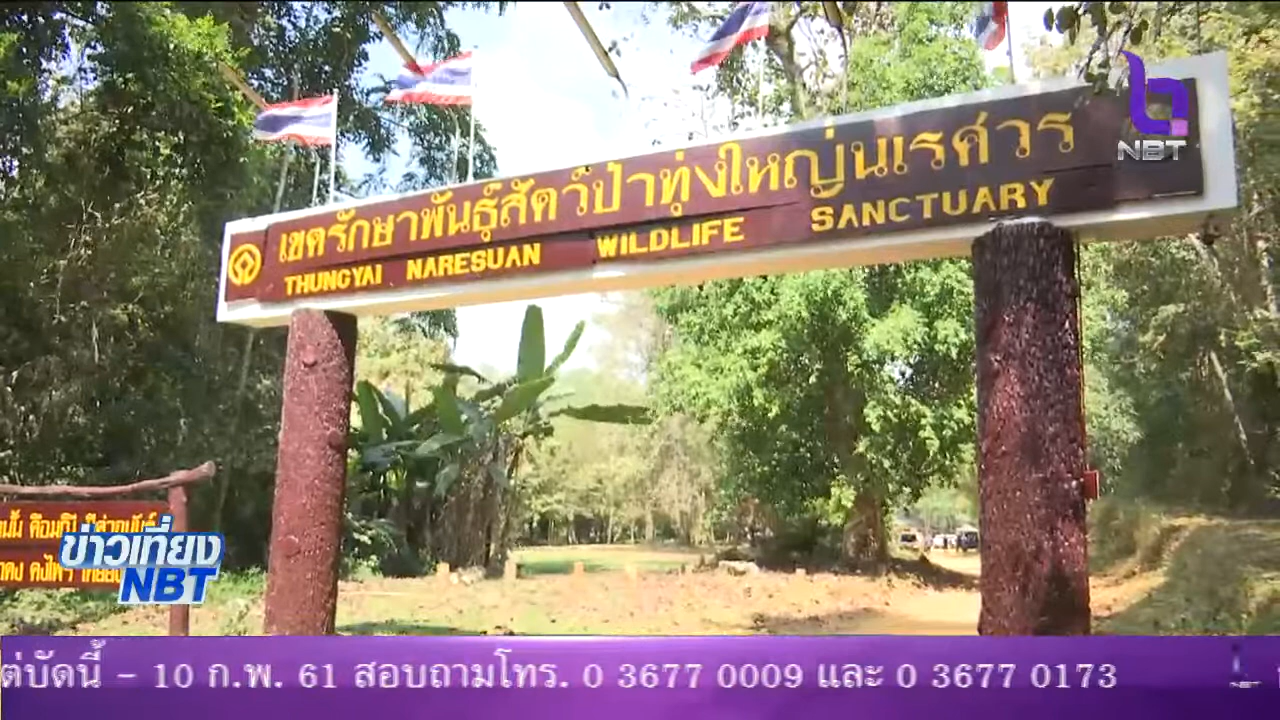 NBT
เขตรักษาพันธุ์สัตว์ป่าทุ่งใหญ่นเรศวร
THUNGYAI NARESUAN WILDLIFE SANCTUARY
ข่าวเที่ยง
NBT
ต่บัดนี้ - 10 ก.พ. 61 สอบถามโทร. 0 3677 0009 และ 0 3677 0173
NBT